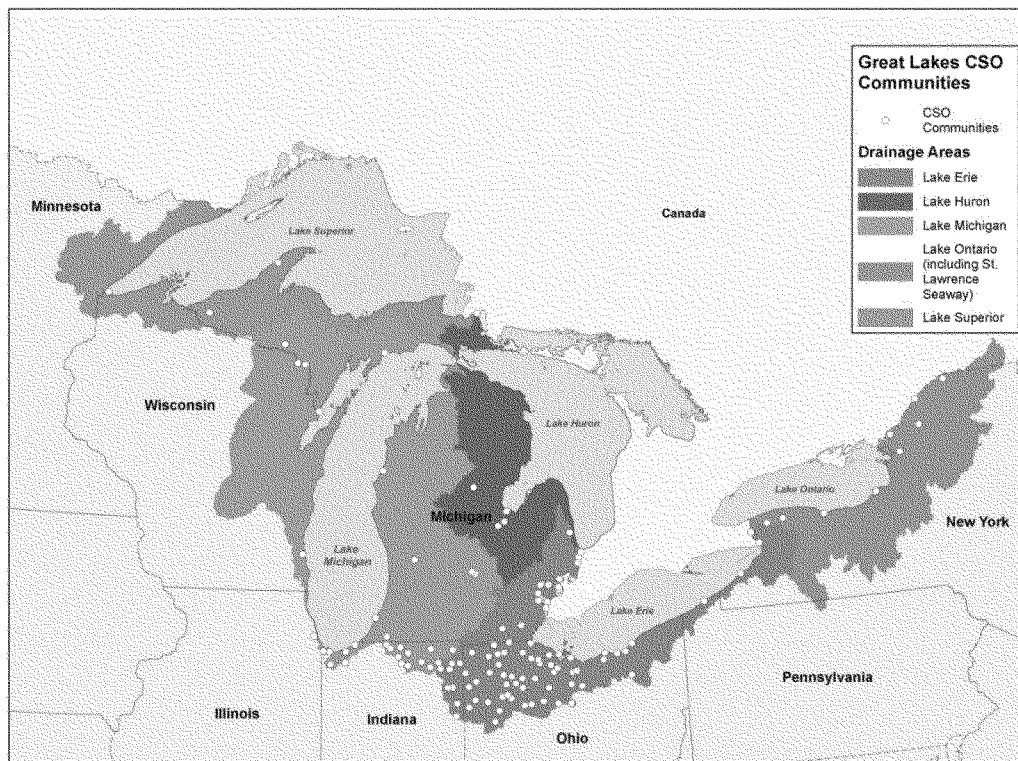 Great Lakes CSO
Communities
CSO
Communities
Drainage Areas
Lake Erie
Lake Huron
Lake Michigan
Lake Ontario
(including St.
Lawrence
Seaway)
Lake Superior
Minnesota
Canada
Lake Superior
Wisconsin
Lake Huron
Michigan
Lake Ontario
New York
Lake
Michigan
Lake Erie
Pennsylvania
Illinois
Indiana
Ohio